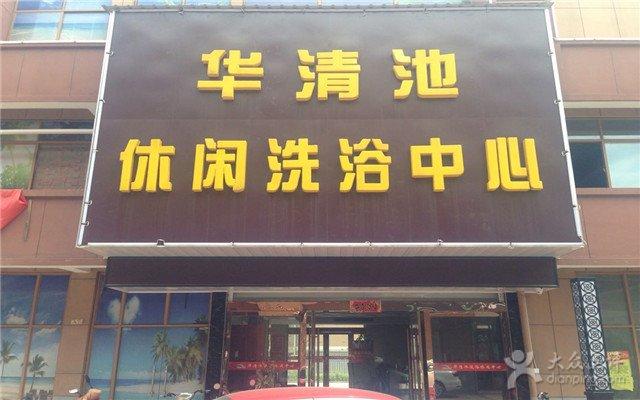 华清池
休闲洗浴中心
大众点评
dianping.com